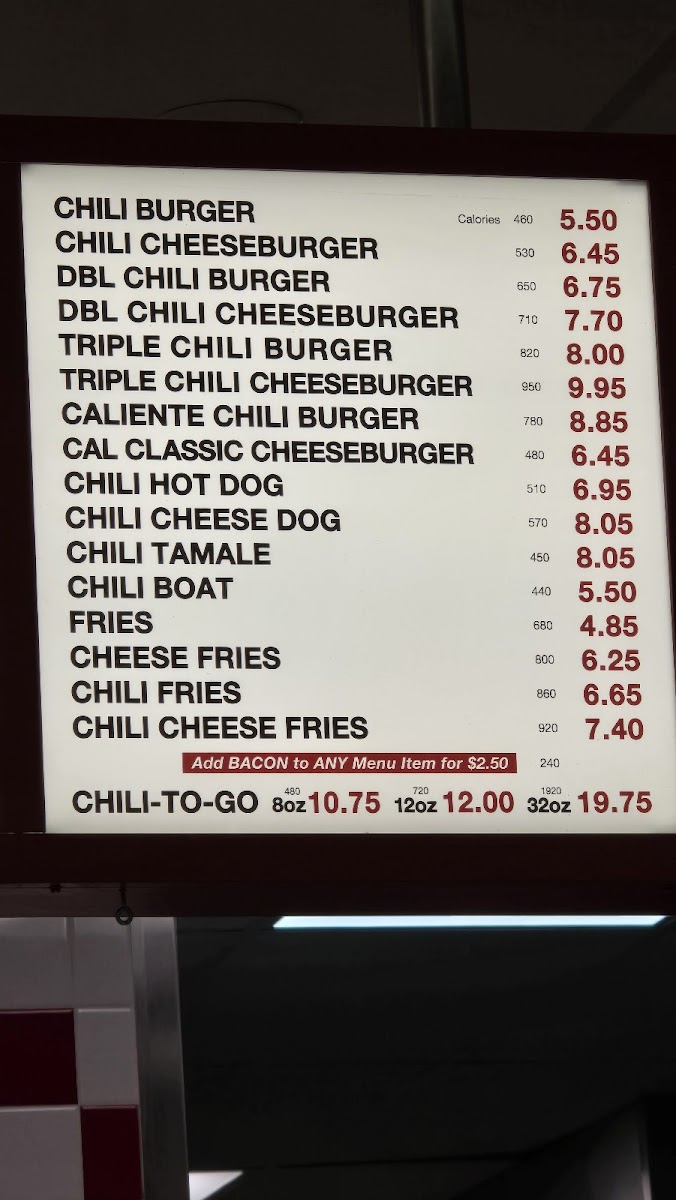 CHILI BURGER Calories 460 5.50
CHILI CHEESEBURGER 530 6.45
DBL CHILI BURGER 650 6.75
DBL CHILI CHEESEBURGER 710 7.70
TRIPLE CHILI BURGER 820 8.00
TRIPLE CHILI CHEESEBURGER 950 9.95
CALIENTE CHILI BURGER 780 8.85
CAL CLASSIC CHEESEBURGER 480 6.45
CHILI HOT DOG 510 6.95
CHILI CHEESE DOG 570 8.05
CHILI TAMALE 450 8.05
CHILI BOAT 440 5.50
FRIES 680 4.85
CHEESE FRIES 800 6.25
CHILI FRIES 860 6.65
CHILI CHEESE FRIES 920 7.40
Add BACON to ANY Menu Item for $2.50 240
480 720 1920
CHILI-TO-GO 8oz 10.75 12oz 12.00 32oz 19.75